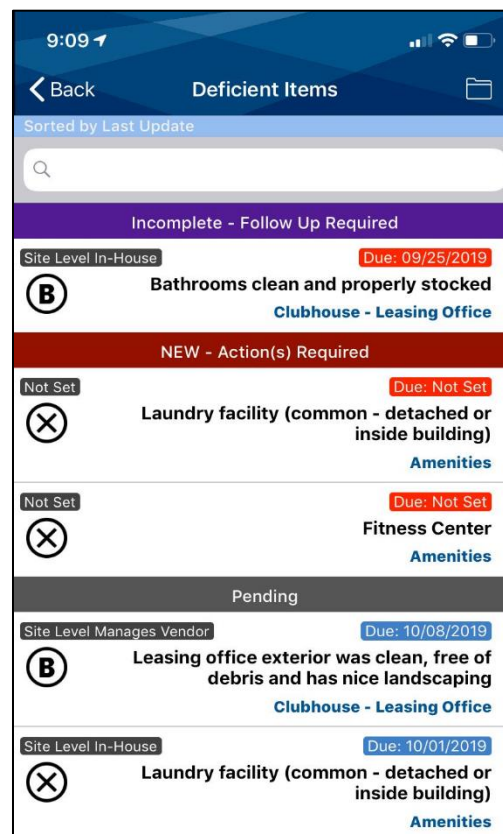 9:09
Back
Deficient Items
Sorted by Last Update
Incomplete - Follow Up Required
Site Level In-House
Due: 09/25/2019
B
Bathrooms clean and properly stocked
Clubhouse - Leasing Office
NEW - Action(s) Required
Not Set
Due: Not Set
Laundry facility (common - detached or
inside building)
Amenities
Not Set
Due: Not Set
Fitness Center
Amenities
Pending
Site Level Manages Vendor
Due: 10/08/2019
B
Leasing office exterior was clean, free of
debris and has nice landscaping
Clubhouse - Leasing Office
Site Level In-House
Due: 10/01/2019
Laundry facility (common - detached or
inside building)
Amenities